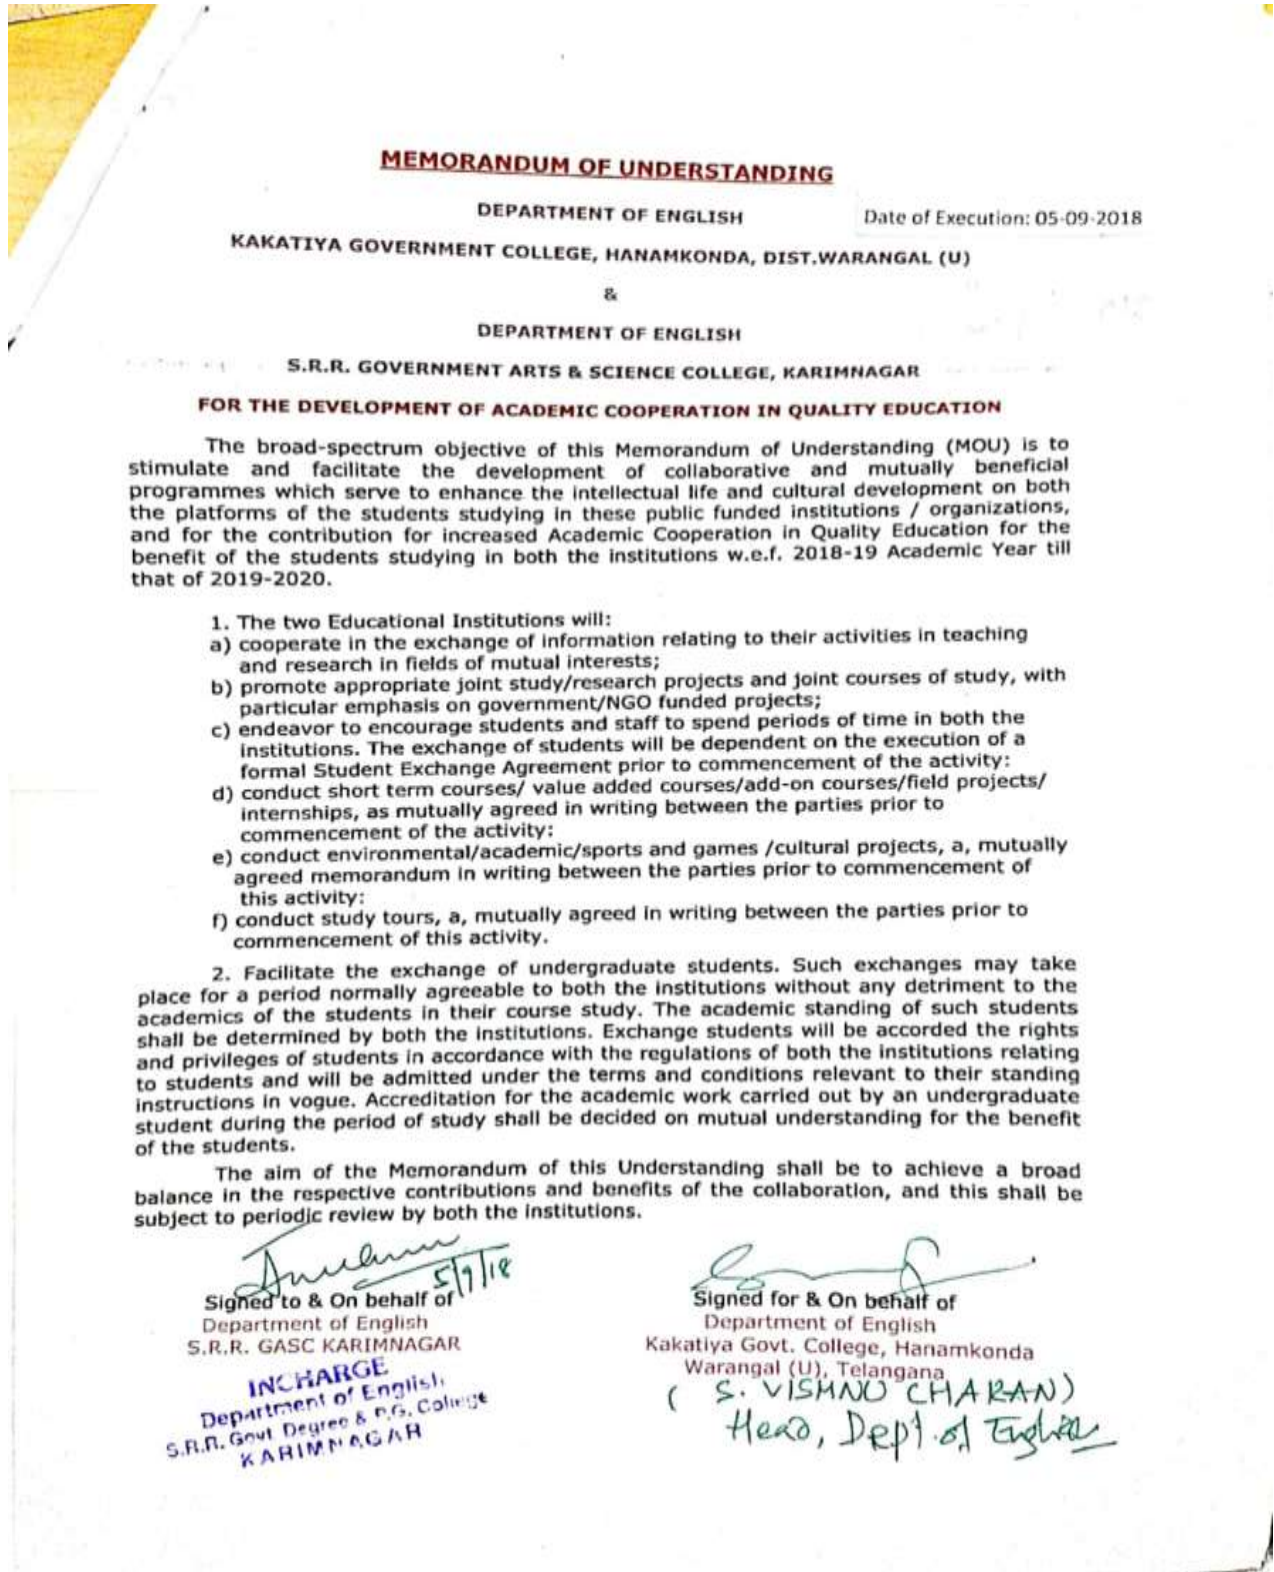 MEMORANDUM OF UNDERSTANDING
DEPARTMENT OF ENGLISH
Date of Execution: 05-09-2018
KAKATIYA GOVERNMENT COLLEGE, HANAMKONDA, DIST.WARANGAL (U)
&
DEPARTMENT OF ENGLISH
S.R.R. GOVERNMENT ARTS & SCIENCE COLLEGE, KARIMNAGAR
FOR THE DEVELOPMENT OF ACADEMIC COOPERATION IN QUALITY EDUCATION
The broad-spectrum objective of this Memorandum of Understanding (MOU) is to
stimulate and facilitate the development of collaborative and mutually beneficial
programmes which serve to enhance the intellectual life and cultural development on both
the platforms of the students studying in these public funded institutions / organizations,
and for the contribution for increased Academic Cooperation in Quality Education for the
benefit of the students studying in both the institutions w.e.f. 2018-19 Academic Year till
that of 2019-2020.
1. The two Educational Institutions will:
a) cooperate in the exchange of information relating to their activities in teaching
and research in fields of mutual interests;
b) promote appropriate joint study/research projects and joint courses of study, with
particular emphasis on government/NGO funded projects;
c) endeavor to encourage students and staff to spend periods of time in both the
institutions. The exchange of students will be dependent on the execution of a
formal Student Exchange Agreement prior to commencement of the activity:
d) conduct short term courses/ value added courses/add-on courses/field projects/
internships, as mutually agreed in writing between the parties prior to
commencement of the activity:
e) conduct environmental/academic/sports and games /cultural projects, a, mutually
agreed memorandum in writing between the parties prior to commencement of
this activity:
f) conduct study tours, a, mutually agreed in writing between the parties prior to
commencement of this activity.
2. Facilitate the exchange of undergraduate students. Such exchanges may take
place for a period normally agreeable to both the institutions without any detriment to the
academics of the students in their course study. The academic standing of such students
shall be determined by both the institutions. Exchange students will be accorded the rights
and privileges of students in accordance with the regulations of both the institutions relating
to students and will be admitted under the terms and conditions relevant to their standing
instructions in vogue. Accreditation for the academic work carried out by an undergraduate
student during the period of study shall be decided on mutual understanding for the benefit
of the students.
The aim of the Memorandum of this Understanding shall be to achieve a broad
balance in the respective contributions and benefits of the collaboration, and this shall be
subject to periodic review by both the institutions.
5/9/18
Signed to & On behalf of
Department of English
S.R.R. GASC KARIMNAGAR
INCHARGE
Department of English,
S.R.R. Govt Degree & P.G. College
KARIMNAGAR
Signed for & On behalf of
Department of English
Kakatiya Govt. College, Hanamkonda
Warangal (U), Telangana
( S. VISHNU CHARAN)
Head, Dept of English